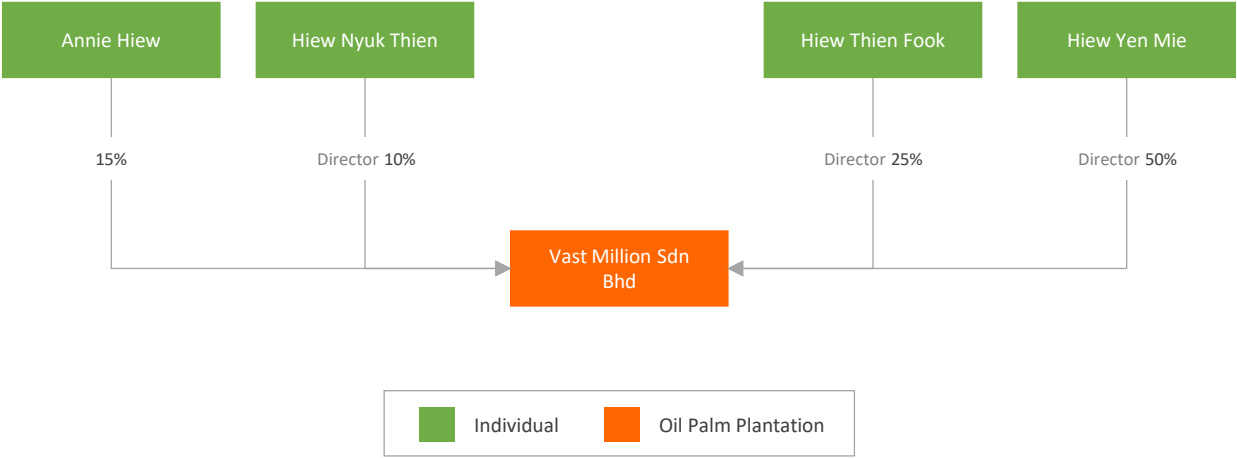 Annie Hiew
Hiew Nyuk Thien
Hiew Thien Fook
Hiew Yen Mie
15%
Director 10%
Director 25%
Director 50%
Vast Million Sdn
Bhd
Individual
Oil Palm Plantation